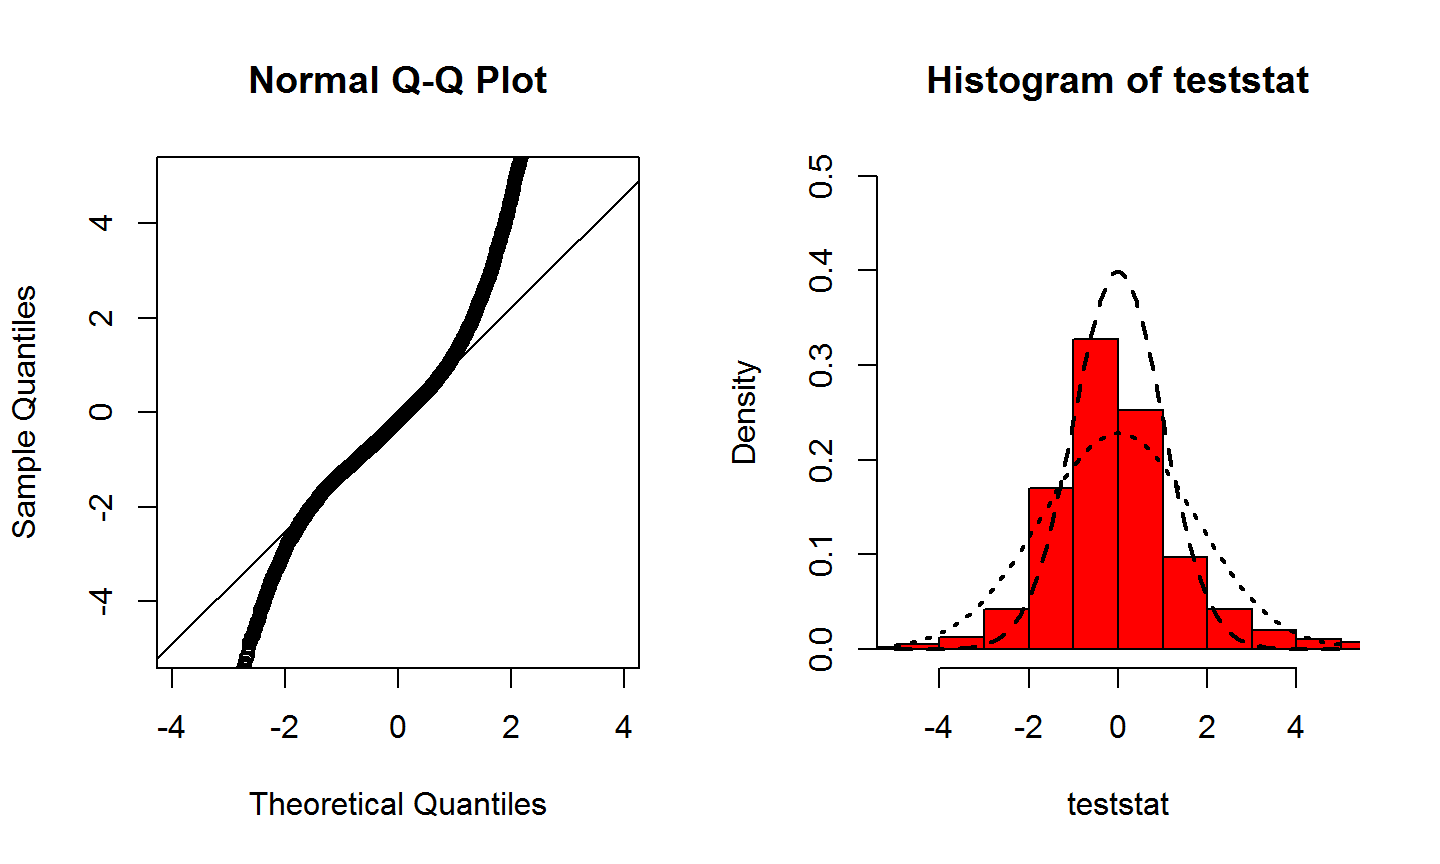 Normal Q-Q Plot
Sample Quantiles
4
2
0
-2
-4
-4 -2 0 2 4
Theoretical Quantiles
Histogram of teststat
Density
0.5
0.4
0.3
0.2
0.1
0.0
-4 -2 0 2 4
teststat